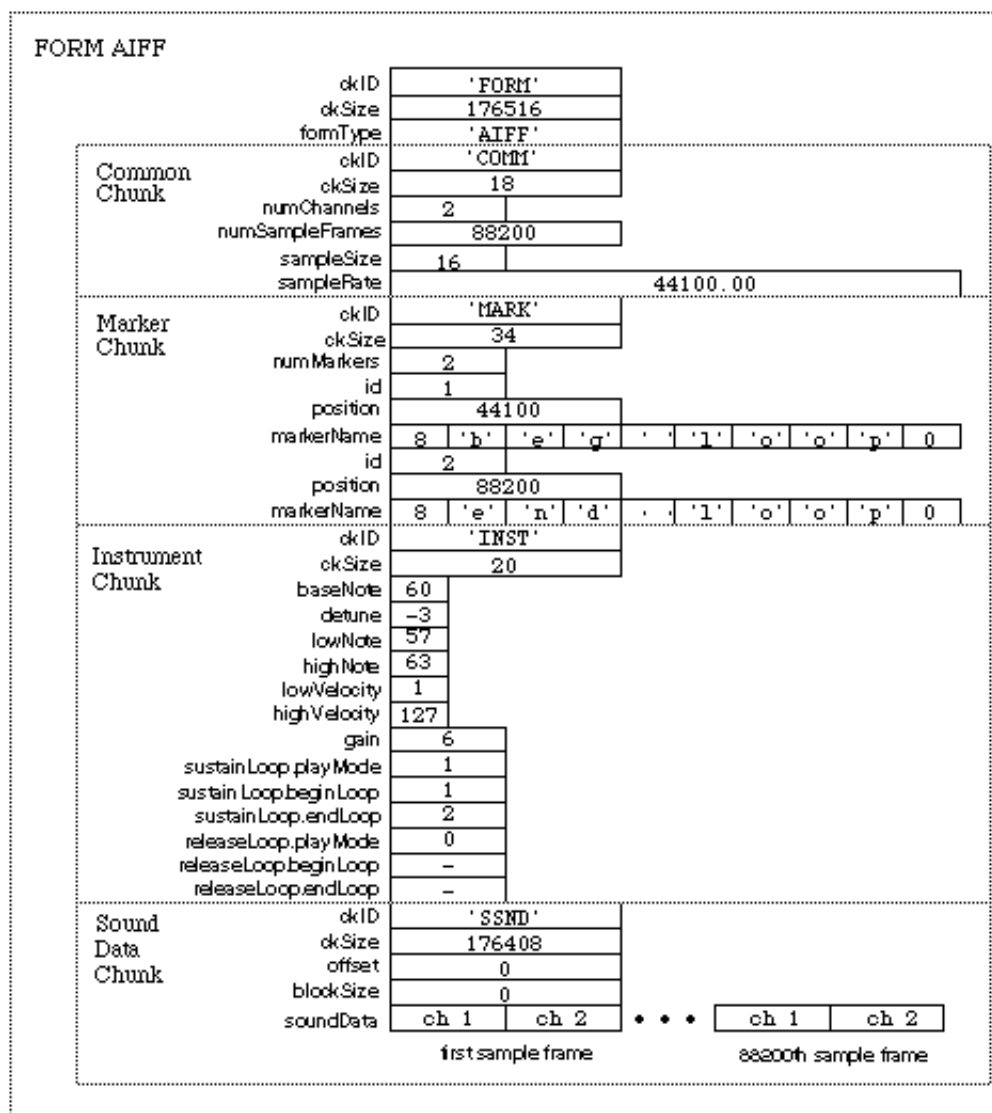 FORM AIFF
ckID 'FORM'
ckSize 176516
formType 'AIFF'
Common Chunk
ckID 'COMM'
ckSize 18
numChannels 2
numSampleFrames 88200
sampleSize 16
sampleRate 44100.00
Marker Chunk
ckID 'MARK'
ckSize 34
numMarkers 2
id 1
position 44100
markerName 8 'b' 'e' 'g' ' ' 'l' 'o' 'o' 'p' 0
id 2
position 88200
markerName 8 'e' 'n' 'd' ' ' 'l' 'o' 'o' 'p' 0
Instrument Chunk
ckID 'INST'
ckSize 20
baseNote 60
detune -3
lowNote 57
highNote 63
lowVelocity 1
highVelocity 127
gain 6
sustainLoop.playMode 1
sustainLoop.beginLoop 1
sustainLoop.endLoop 2
releaseLoop.playMode 0
releaseLoop.beginLoop -
releaseLoop.endLoop -
Sound Data Chunk
ckID 'SSND'
ckSize 176408
offset 0
blockSize 0
soundData ch 1 ch 2 • • • ch 1 ch 2
first sample frame 88200th sample frame